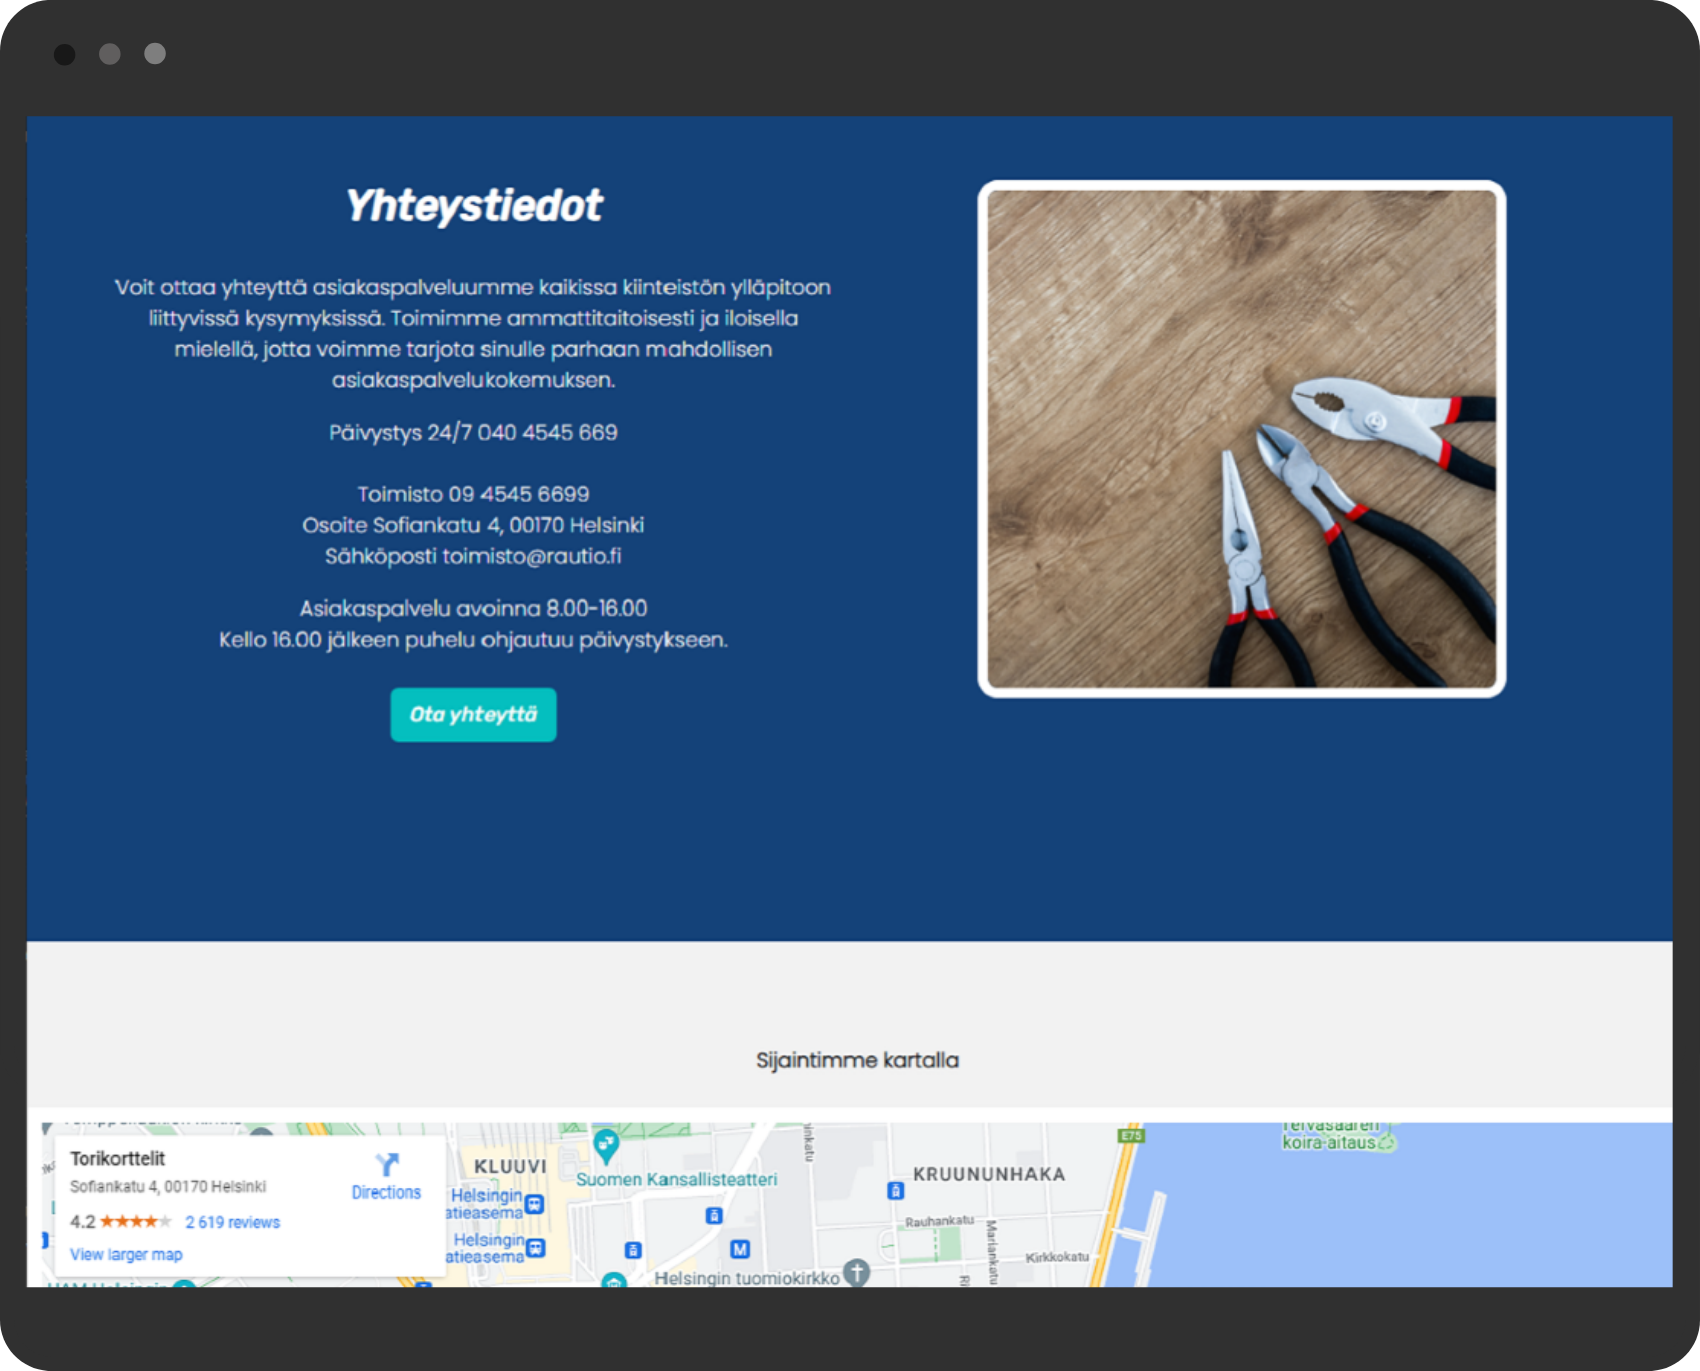 Yhteystiedot
Voit ottaa yhteyttä asiakaspalveluumme kaikissa kiinteistön ylläpitoon
liittyvissä kysymyksissä. Toimimme ammattitaitoisesti ja iloisella
mielellä, jotta voimme tarjota sinulle parhaan mahdollisen
asiakaspalvelukokemuksen.
Päivystys 24/7 040 4545 669
Toimisto 09 4545 6699
Osoite Sofiankatu 4, 00170 Helsinki
Sähköposti toimisto@rautio.fi
Asiakaspalvelu avoinna 8.00-16.00
Kello 16.00 jälkeen puhelu ohjautuu päivystykseen.
Ota yhteyttä
Sijaintimme kartalla
Torikorttelit
Sofiankatu 4, 00170 Helsinki
4.2
2 619 reviews
View larger map
Directions
KLUUVI
Suomen Kansallisteatteri
Helsingin
atieasema
Helsingin
atieasema
M
Helsingin tuomiokirkko
KRUUNUNHAKA
Rauhankatu
Mariankatu
Kirkkokatu
E75
Tervasaaren
koira-aitaus
HAM Helsingin